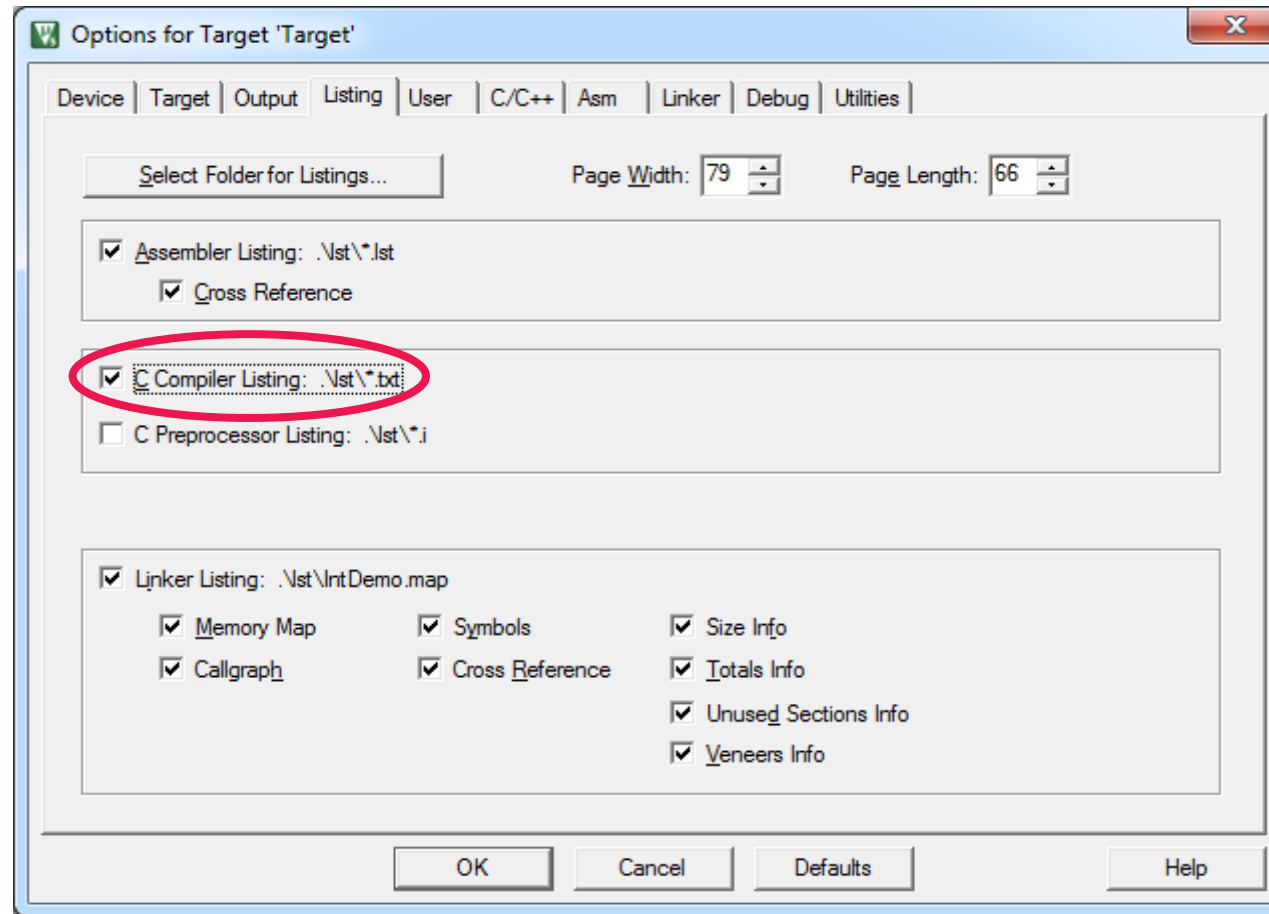 Options for Target 'Target'
Device Target Output Listing User C/C++ Asm Linker Debug Utilities
Select Folder for Listings... Page Width: 79 Page Length: 66
Assembler Listing: .\lst\*.lst
Cross Reference
C Compiler Listing: .\lst\*.txt
C Preprocessor Listing: .\lst\*.i
Linker Listing: .\lst\IntDemo.map
Memory Map Symbols Size Info
Callgraph Cross Reference Totals Info
Unused Sections Info
Veneers Info
OK Cancel Defaults Help